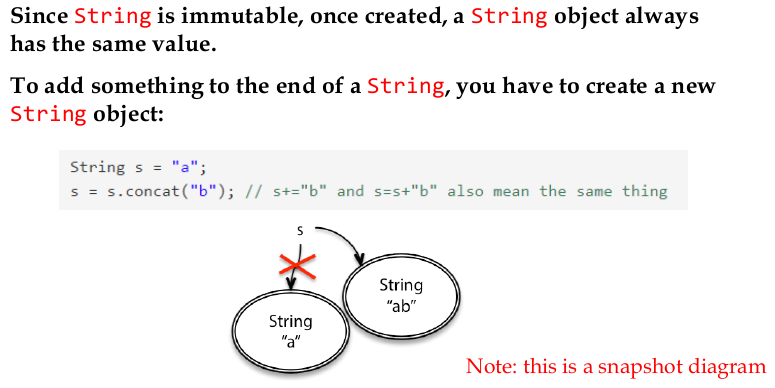 Since String is immutable, once created, a String object always
has the same value.
To add something to the end of a String, you have to create a new
String object:
String s = "a";
s = s.concat("b"); // s+="b" and s=s+"b" also mean the same thing
s
String
"ab"
String
"a"
Note: this is a snapshot diagram